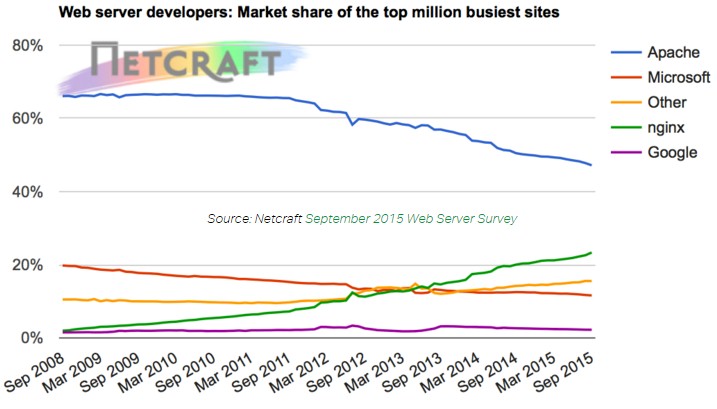 Web server developers: Market share of the top million busiest sites
NETCRAFT
80%
60%
40%
20%
0%
Source: Netcraft September 2015 Web Server Survey
Apache
Microsoft
Other
nginx
Google
Sep 2008
Mar 2009
Sep 2009
Mar 2010
Sep 2010
Mar 2011
Sep 2011
Mar 2012
Sep 2012
Mar 2013
Sep 2013
Mar 2014
Sep 2014
Mar 2015
Sep 2015